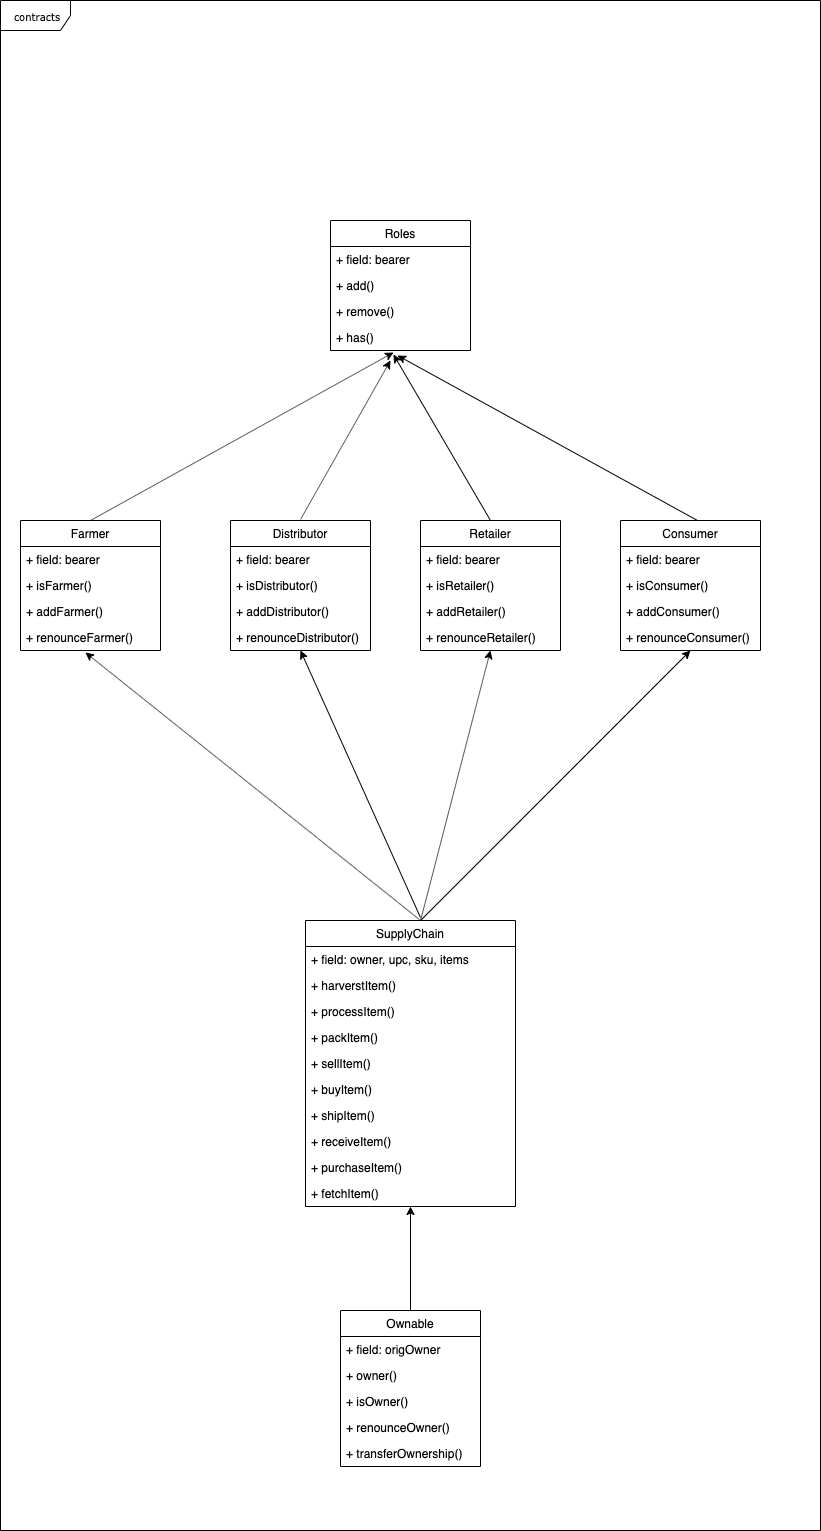 contracts
Roles
+ field: bearer
+ add()
+ remove()
+ has()
Farmer
+ field: bearer
+ isFarmer()
+ addFarmer()
+ renounceFarmer()
Distributor
+ field: bearer
+ isDistributor()
+ addDistributor()
+ renounceDistributor()
Retailer
+ field: bearer
+ isRetailer()
+ addRetailer()
+ renounceRetailer()
Consumer
+ field: bearer
+ isConsumer()
+ addConsumer()
+ renounceConsumer()
SupplyChain
+ field: owner, upc, sku, items
+ harverstItem()
+ processItem()
+ packItem()
+ sellItem()
+ buyItem()
+ shipItem()
+ receiveItem()
+ purchaseItem()
+ fetchItem()
Ownable
+ field: origOwner
+ owner()
+ isOwner()
+ renounceOwner()
+ transferOwnership()